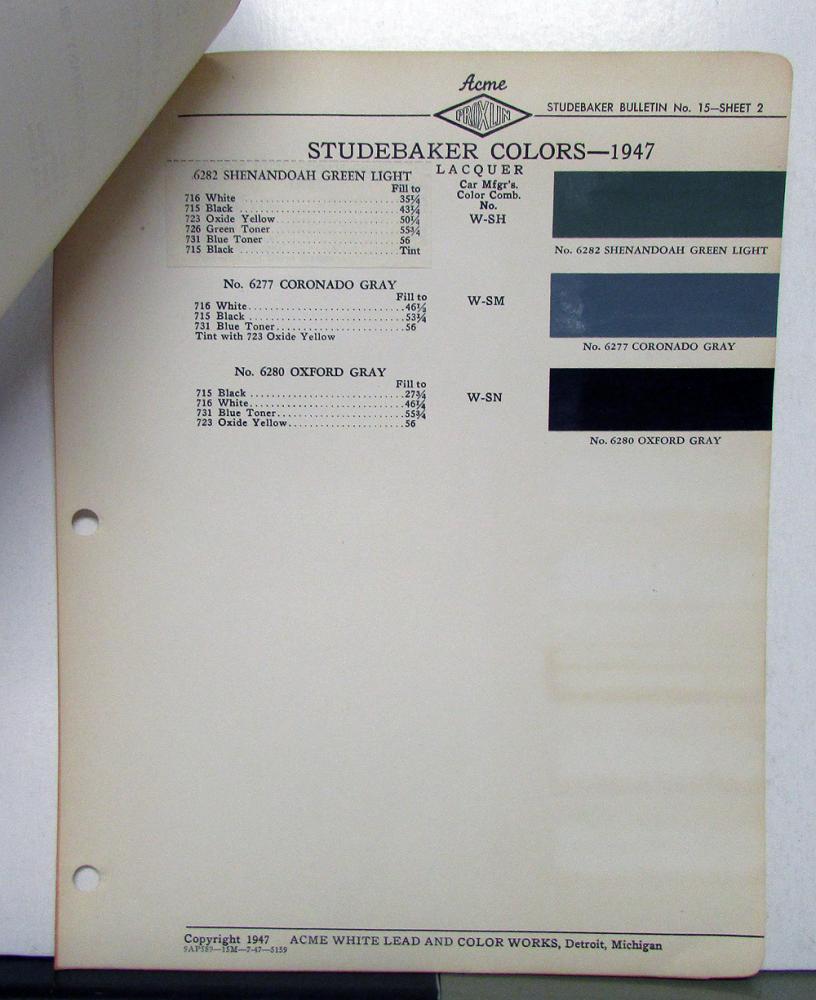 Acme
PROXLIN
STUDEBAKER BULLETIN No. 15—SHEET 2
STUDEBAKER COLORS—1947
LACQUER
6282 SHENANDOAH GREEN LIGHT
Fill to
716 White ........ 35¼
715 Black ........ 43¼
723 Oxide Yellow ........ 50¼
726 Green Toner ........ 55¾
731 Blue Toner ........ 56
715 Black ........ Tint
Car Mfgr's.
Color Comb.
No.
W-SH
No. 6282 SHENANDOAH GREEN LIGHT
No. 6277 CORONADO GRAY
Fill to
716 White ........ 46½
715 Black ........ 53¾
731 Blue Toner ........ 56
Tint with 723 Oxide Yellow
W-SM
No. 6277 CORONADO GRAY
No. 6280 OXFORD GRAY
Fill to
715 Black ........ 27¾
716 White ........ 46¼
731 Blue Toner ........ 55¾
723 Oxide Yellow ........ 56
W-SN
No. 6280 OXFORD GRAY
Copyright 1947 ACME WHITE LEAD AND COLOR WORKS, Detroit, Michigan
15M—7-47—5159